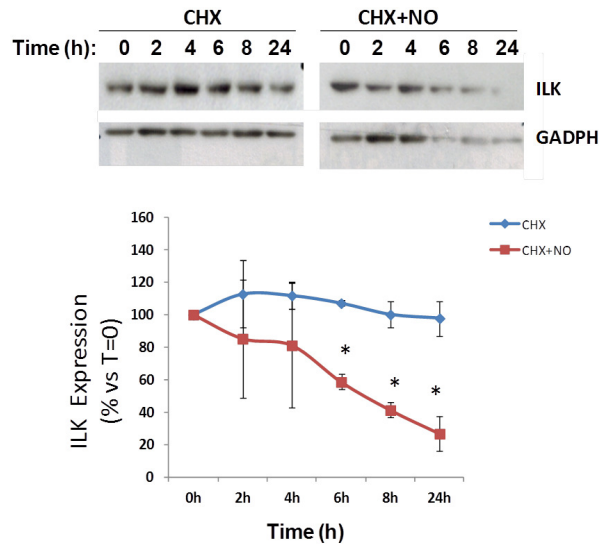 CHX CHX+NO
Time (h): 0 2 4 6 8 24 0 2 4 6 8 24
ILK
GADPH
160
140
120
100
80
60
40
20
0
ILK Expression
(% vs T=0)
CHX
CHX+NO
* * *
0h 2h 4h 6h 8h 24h
Time (h)